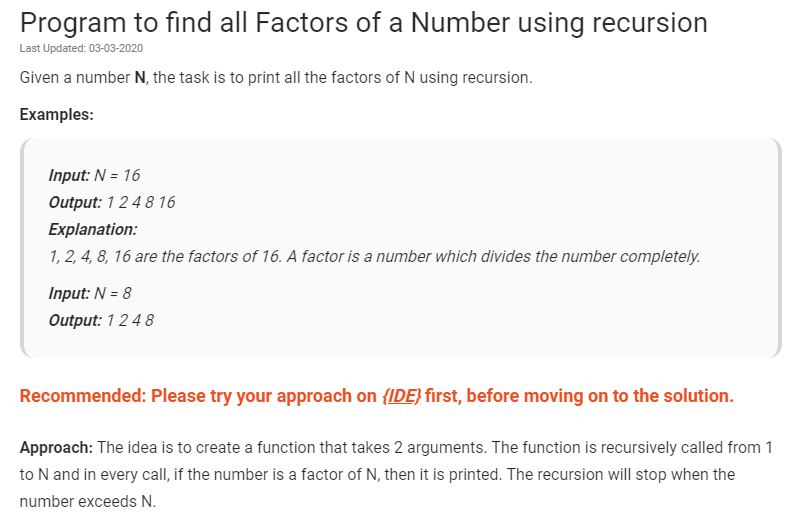 Program to find all Factors of a Number using recursion
Last Updated: 03-03-2020
Given a number N, the task is to print all the factors of N using recursion.
Examples:
Input: N = 16
Output: 1 2 4 8 16
Explanation:
1, 2, 4, 8, 16 are the factors of 16. A factor is a number which divides the number completely.
Input: N = 8
Output: 1 2 4 8
Recommended: Please try your approach on {IDE} first, before moving on to the solution.
Approach: The idea is to create a function that takes 2 arguments. The function is recursively called from 1
to N and in every call, if the number is a factor of N, then it is printed. The recursion will stop when the
number exceeds N.